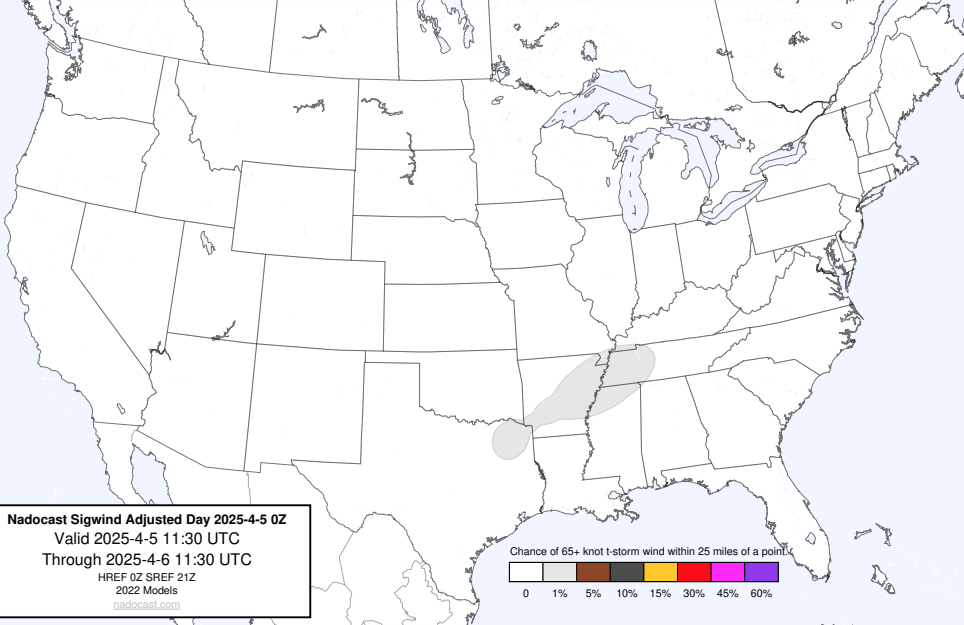 Nadocast Sigwind Adjusted Day 2025-4-5 0Z
Valid 2025-4-5 11:30 UTC
Through 2025-4-6 11:30 UTC
HREF 0Z SREF 21Z
2022 Models
nadocast.com
Chance of 65+ knot t-storm wind within 25 miles of a point.
0 1% 5% 10% 15% 30% 45% 60%